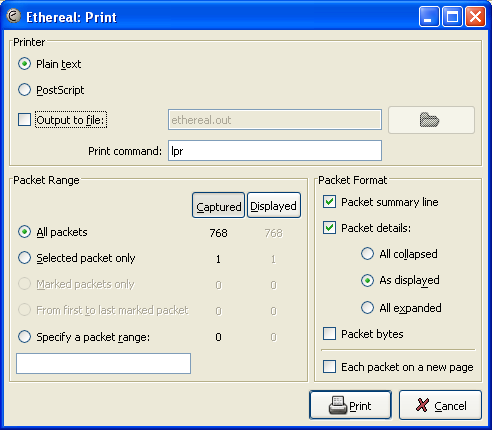 Ethereal: Print
Printer
Plain text
PostScript
Output to file: ethereal.out
Print command: lpr
Packet Range
Captured Displayed
All packets 768 768
Selected packet only 1 1
Marked packets only 0 0
From first to last marked packet 0 0
Specify a packet range: 0 0
Packet Format
Packet summary line
Packet details:
All collapsed
As displayed
All expanded
Packet bytes
Each packet on a new page
Print Cancel